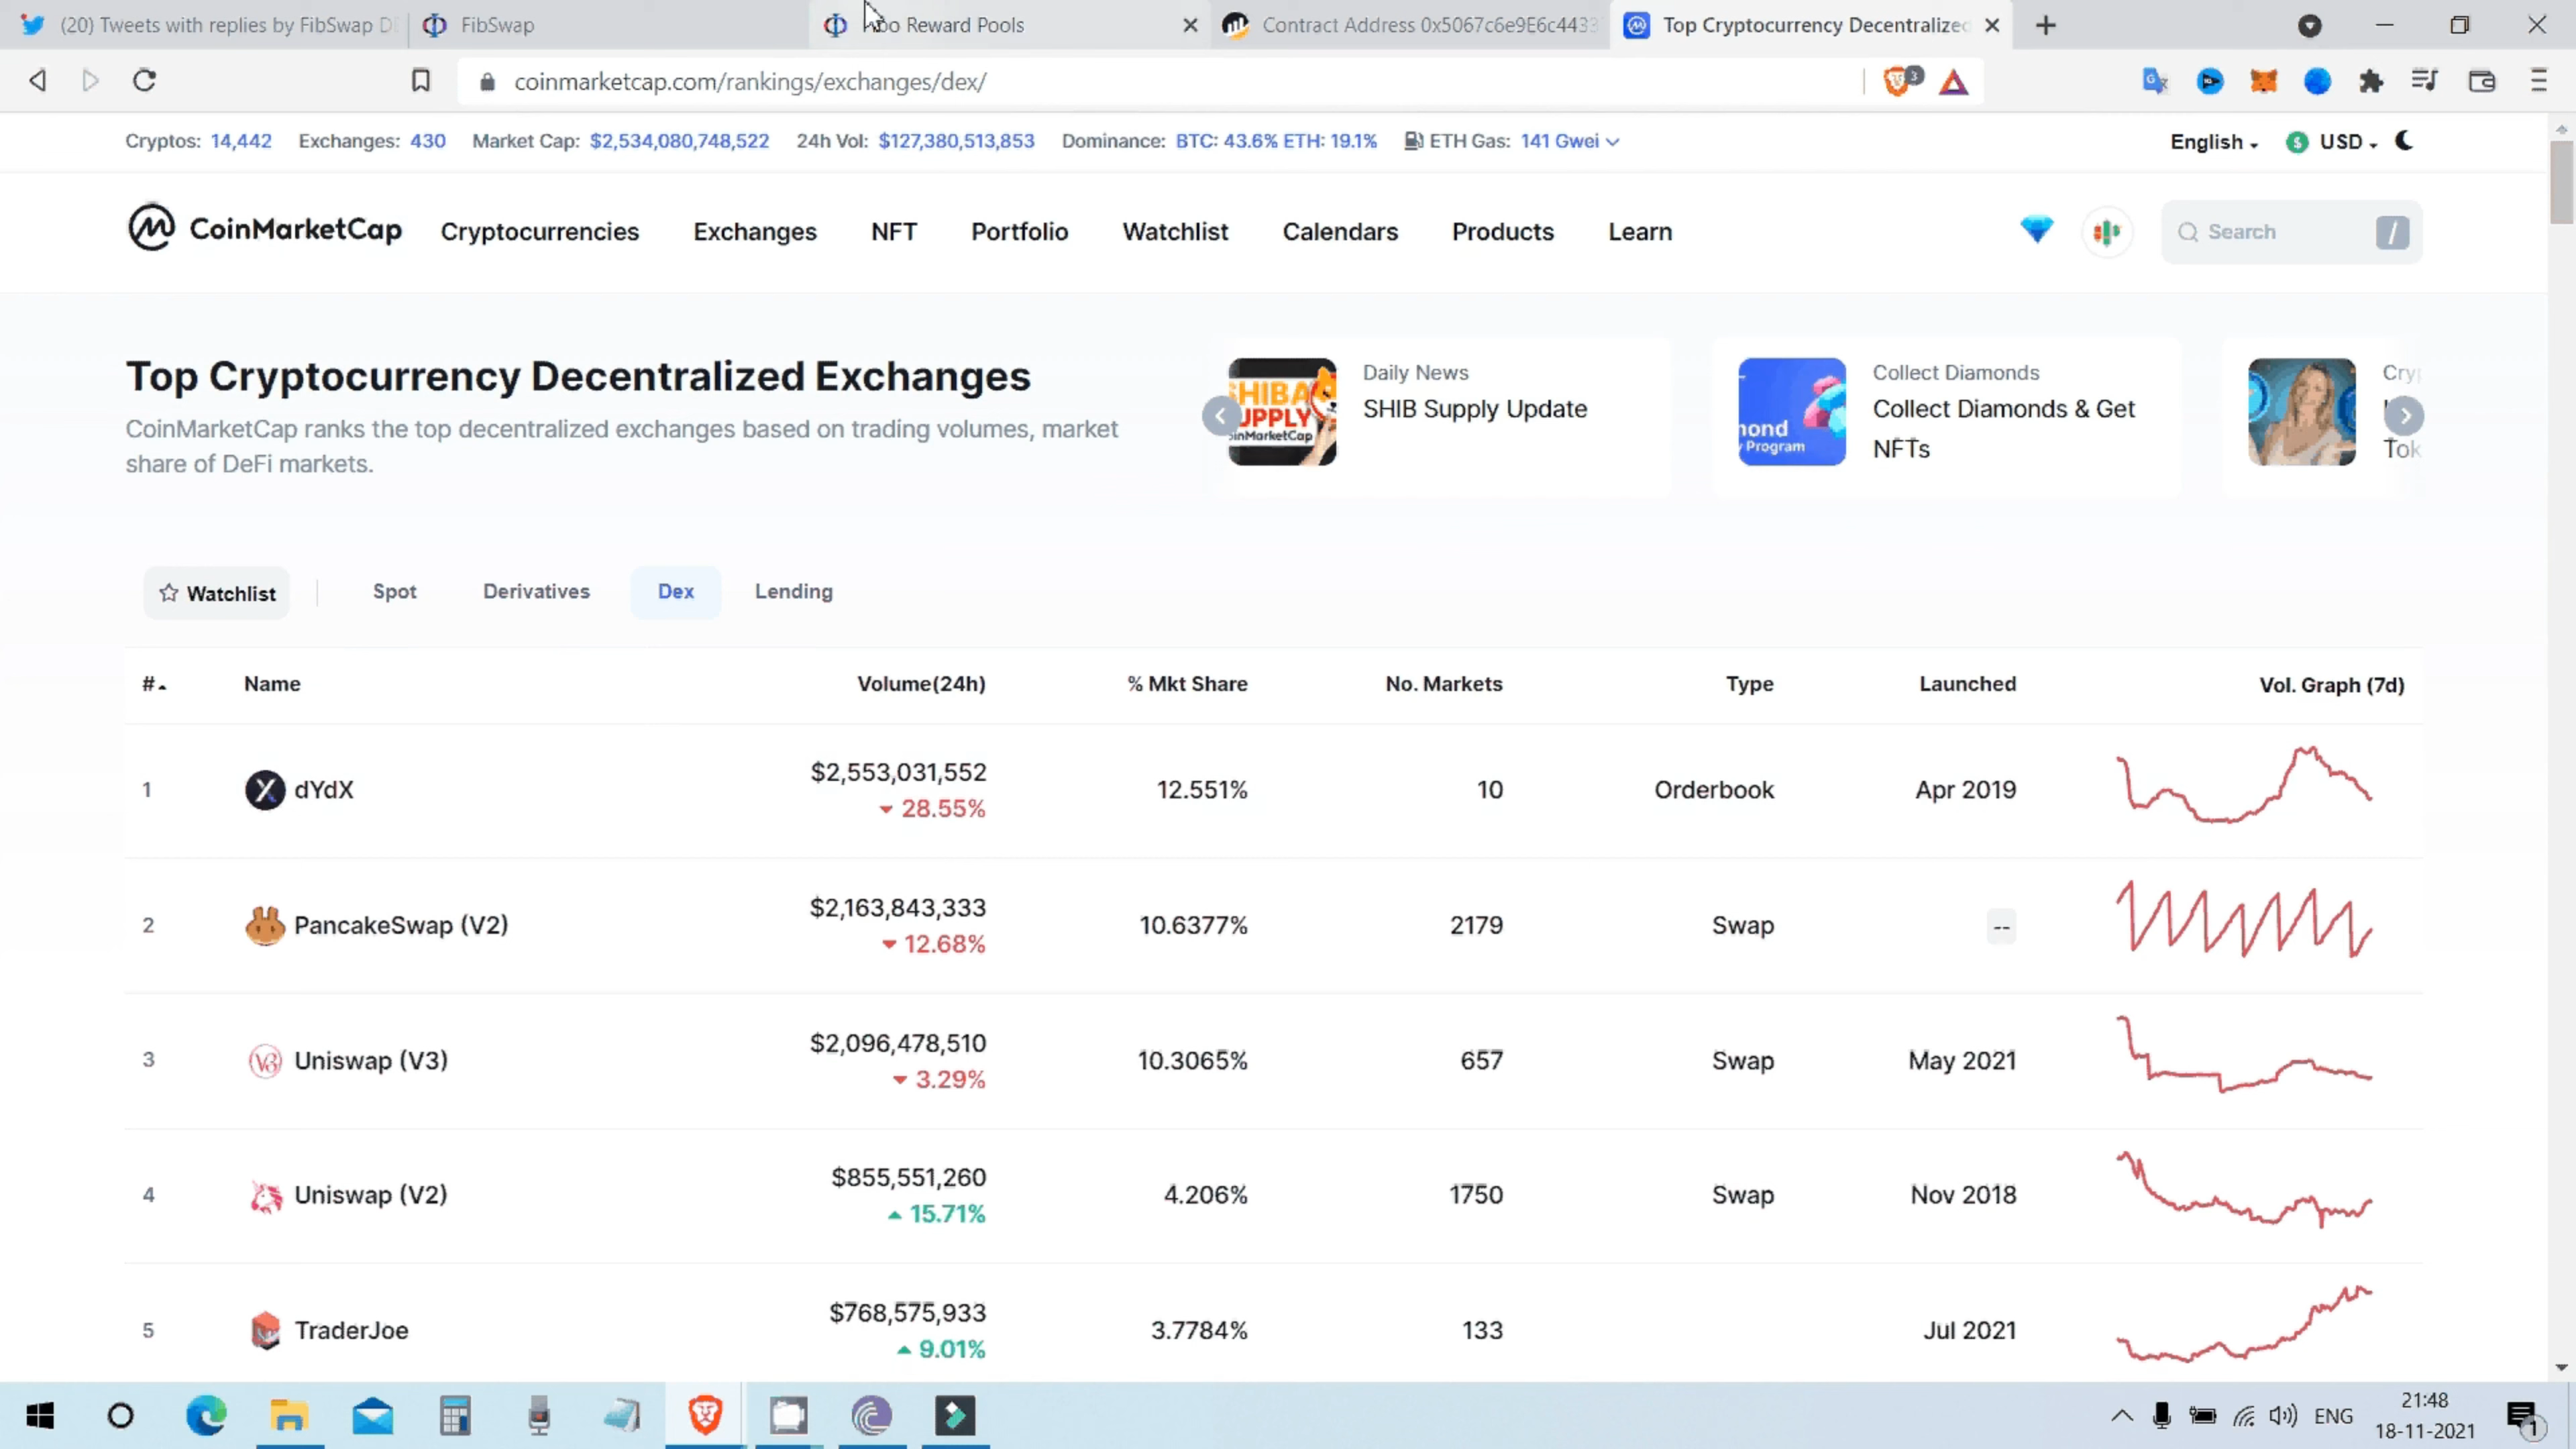 (20) Tweets with replies by FibSwap D
FibSwap
Reward Pools
Contract Address 0x5067c6e9E6c4433
Top Cryptocurrency Decentralized
coinmarketcap.com/rankings/exchanges/dex/
3
Cryptos: 14,442 Exchanges: 430 Market Cap: $2,534,080,748,522 24h Vol: $127,380,513,853 Dominance: BTC: 43.6% ETH: 19.1% ETH Gas: 141 Gwei
English USD
CoinMarketCap Cryptocurrencies Exchanges NFT Portfolio Watchlist Calendars Products Learn
Search /
Top Cryptocurrency Decentralized Exchanges
CoinMarketCap ranks the top decentralized exchanges based on trading volumes, market
share of DeFi markets.
Daily News
SHIB Supply Update
Collect Diamonds
Collect Diamonds & Get
NFTs
Cry
Tok
Watchlist Spot Derivatives Dex Lending
# Name Volume(24h) % Mkt Share No. Markets Type Launched Vol. Graph (7d)
1 dYdX $2,553,031,552 12.551% 10 Orderbook Apr 2019
28.55%
2 PancakeSwap (V2) $2,163,843,333 10.6377% 2179 Swap --
12.68%
3 Uniswap (V3) $2,096,478,510 10.3065% 657 Swap May 2021
3.29%
4 Uniswap (V2) $855,551,260 4.206% 1750 Swap Nov 2018
15.71%
5 TraderJoe $768,575,933 3.7784% 133 Jul 2021
9.01%
ENG
21:48
18-11-2021
1